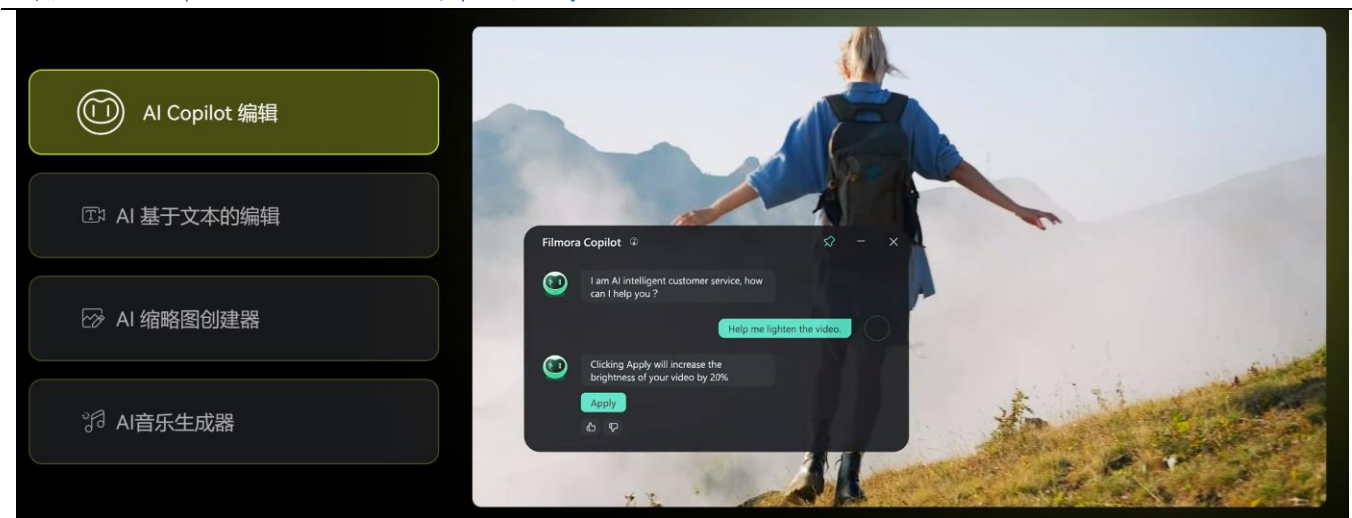 AI Copilot 编辑
AI 基于文本的编辑
AI 缩略图创建器
AI音乐生成器
Filmora Copilot
I am AI intelligent customer service, how
can I help you ?
Help me lighten the video.
Clicking Apply will increase the
brightness of your video by 20%
Apply